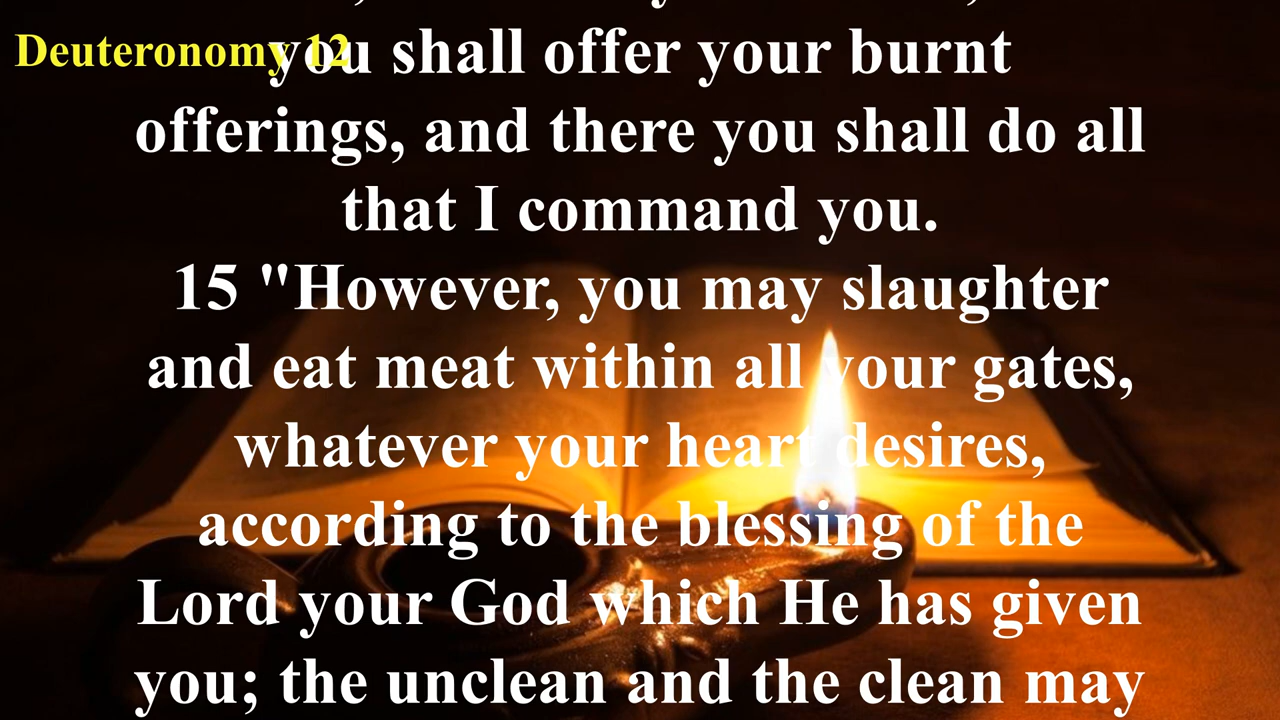 Deuteronomy 12
you shall offer your burnt
offerings, and there you shall do all
that I command you.
15 "However, you may slaughter
and eat meat within all your gates,
whatever your heart desires,
according to the blessing of the
Lord your God which He has given
you; the unclean and the clean may